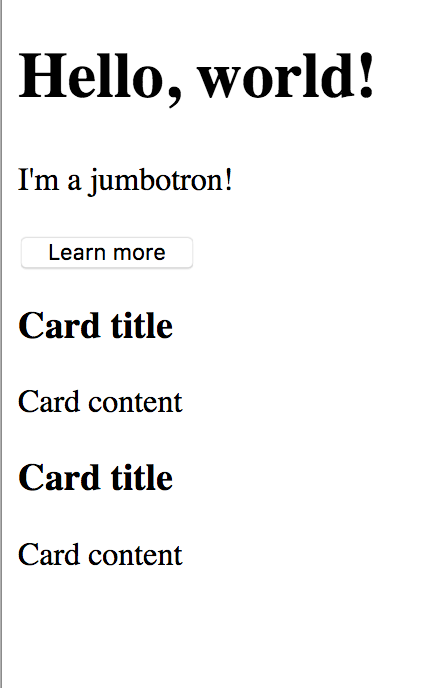 Hello, world!
I'm a jumbotron!
Learn more
Card title
Card content
Card title
Card content